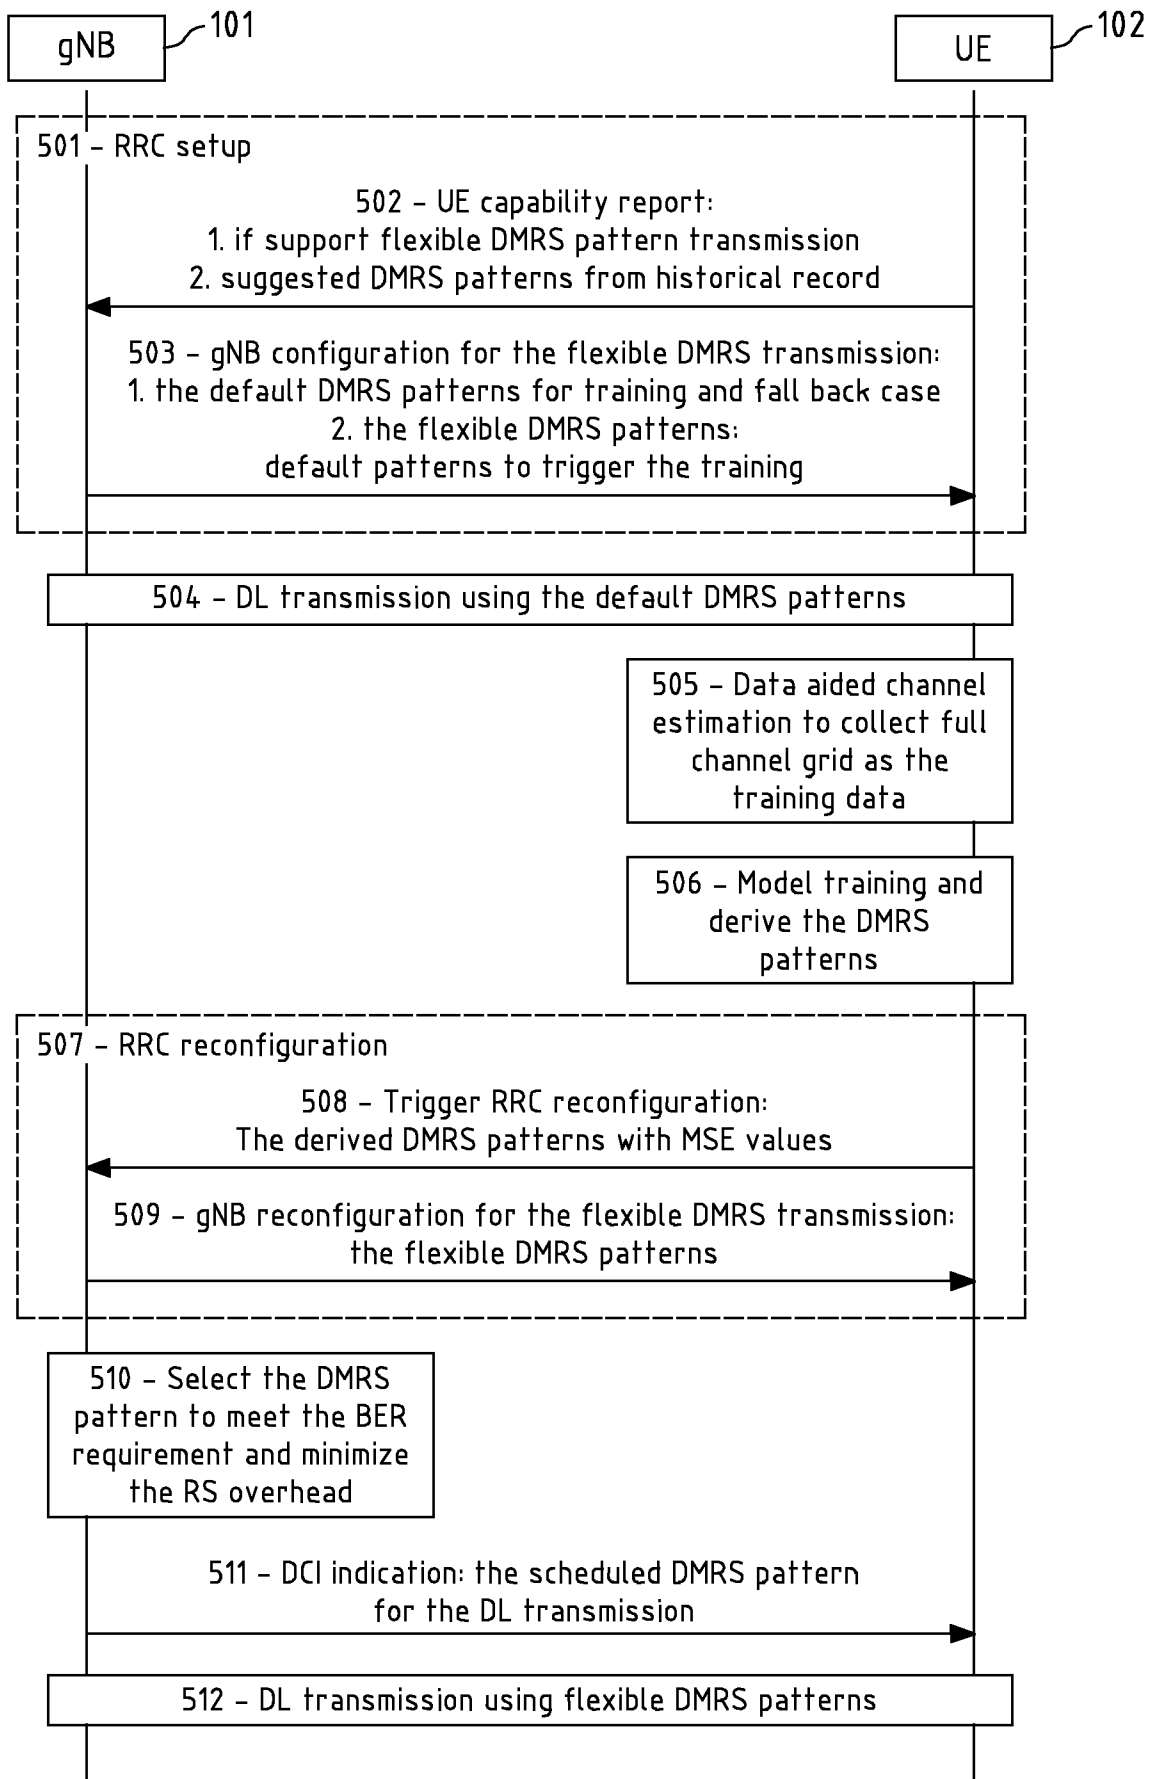 gNB
101
UE
102
501 – RRC setup
502 – UE capability report:
1. if support flexible DMRS pattern transmission
2. suggested DMRS patterns from historical record
503 – gNB configuration for the flexible DMRS transmission:
1. the default DMRS patterns for training and fall back case
2. the flexible DMRS patterns:
default patterns to trigger the training
504 – DL transmission using the default DMRS patterns
505 – Data aided channel
estimation to collect full
channel grid as the
training data
506 – Model training and
derive the DMRS
patterns
507 – RRC reconfiguration
508 – Trigger RRC reconfiguration:
The derived DMRS patterns with MSE values
509 – gNB reconfiguration for the flexible DMRS transmission:
the flexible DMRS patterns
510 – Select the DMRS
pattern to meet the BER
requirement and minimize
the RS overhead
511 – DCI indication: the scheduled DMRS pattern
for the DL transmission
512 – DL transmission using flexible DMRS patterns